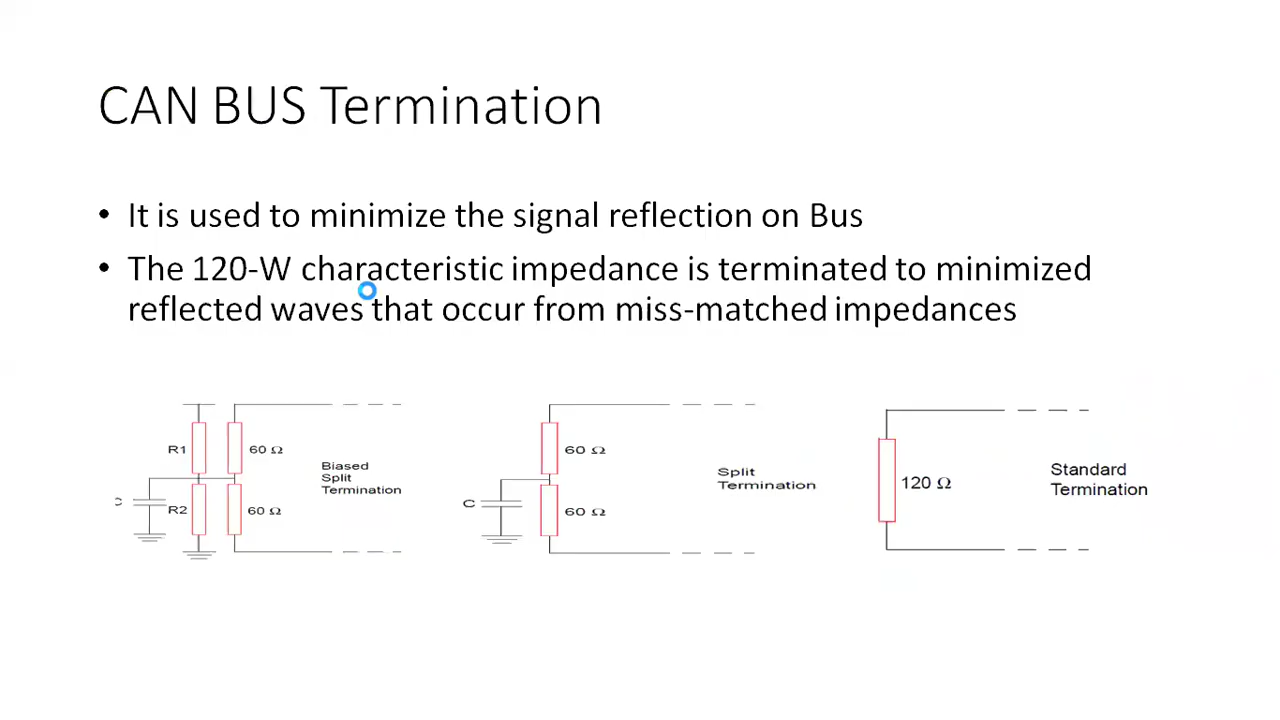 CAN BUS Termination
• It is used to minimize the signal reflection on Bus
• The 120-W characteristic impedance is terminated to minimized
reflected waves that occur from miss-matched impedances
R1
60 Ω
Biased
Split
Termination
C
R2
60 Ω
60 Ω
Split
Termination
C
60 Ω
120 Ω
Standard
Termination